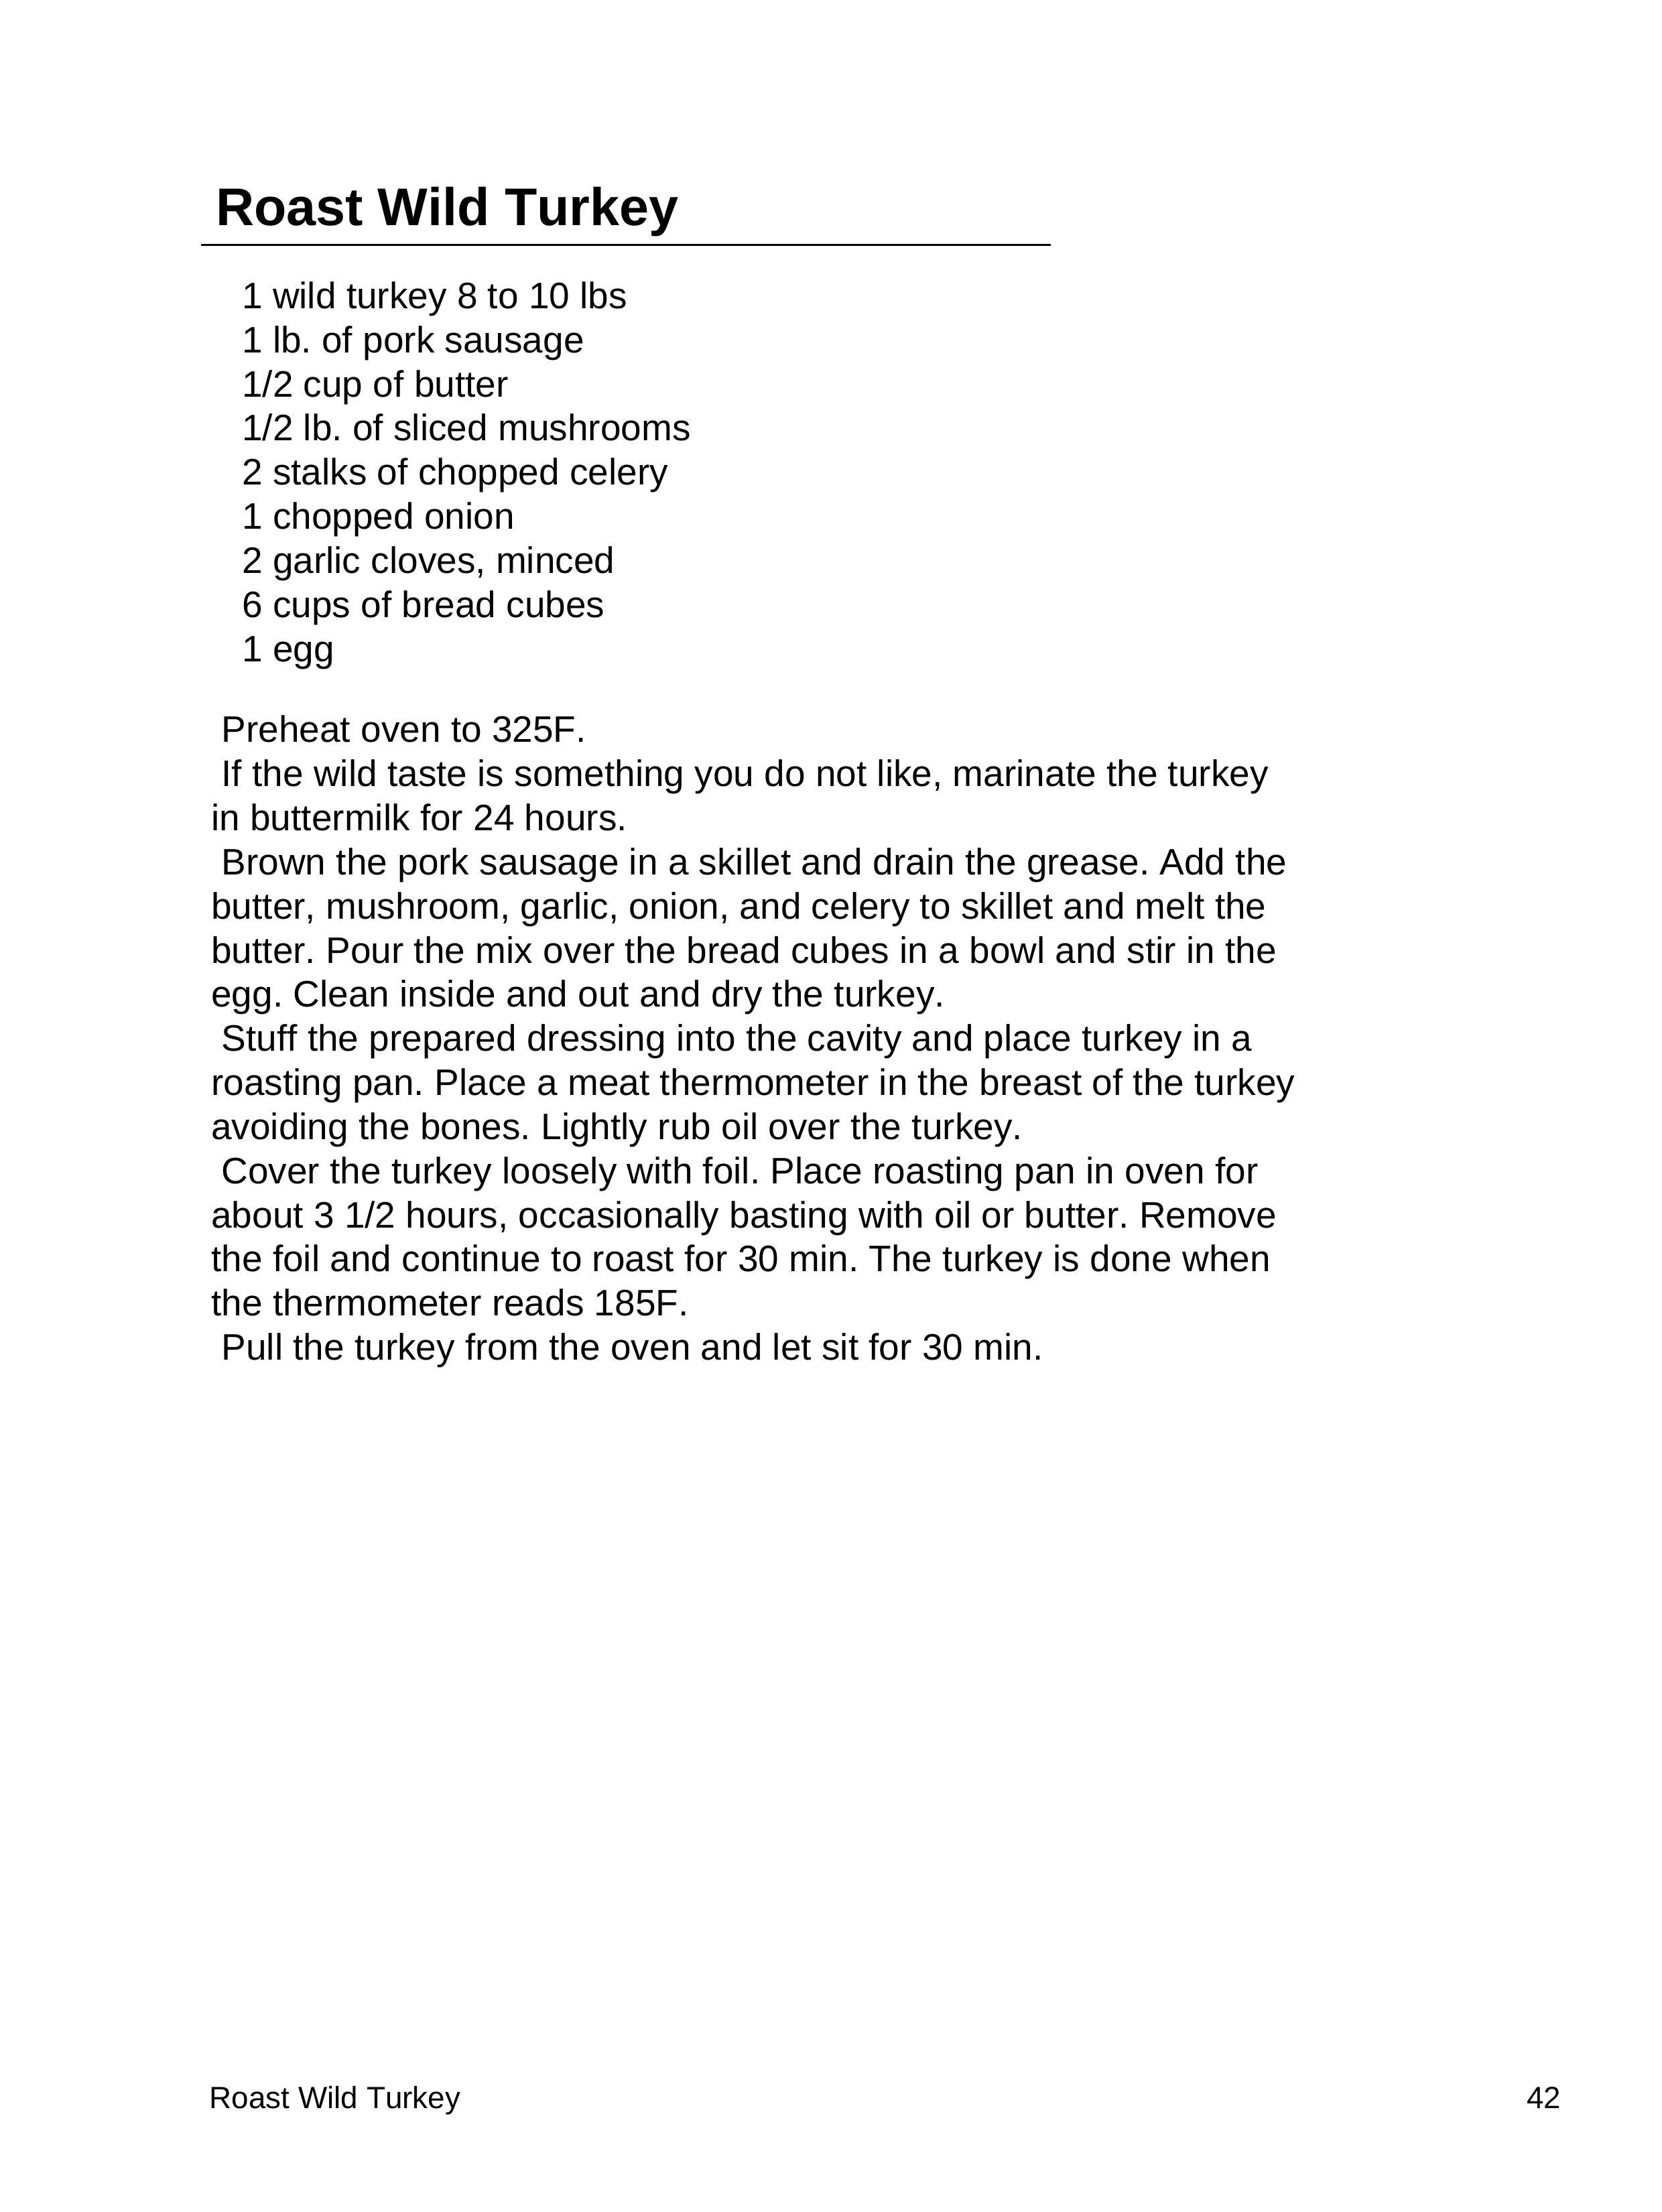 Roast Wild Turkey
1 wild turkey 8 to 10 lbs
1 lb. of pork sausage
1/2 cup of butter
1/2 lb. of sliced mushrooms
2 stalks of chopped celery
1 chopped onion
2 garlic cloves, minced
6 cups of bread cubes
1 egg
Preheat oven to 325F.
If the wild taste is something you do not like, marinate the turkey
in buttermilk for 24 hours.
Brown the pork sausage in a skillet and drain the grease. Add the
butter, mushroom, garlic, onion, and celery to skillet and melt the
butter. Pour the mix over the bread cubes in a bowl and stir in the
egg. Clean inside and out and dry the turkey.
Stuff the prepared dressing into the cavity and place turkey in a
roasting pan. Place a meat thermometer in the breast of the turkey
avoiding the bones. Lightly rub oil over the turkey.
Cover the turkey loosely with foil. Place roasting pan in oven for
about 3 1/2 hours, occasionally basting with oil or butter. Remove
the foil and continue to roast for 30 min. The turkey is done when
the thermometer reads 185F.
Pull the turkey from the oven and let sit for 30 min.
Roast Wild Turkey 42